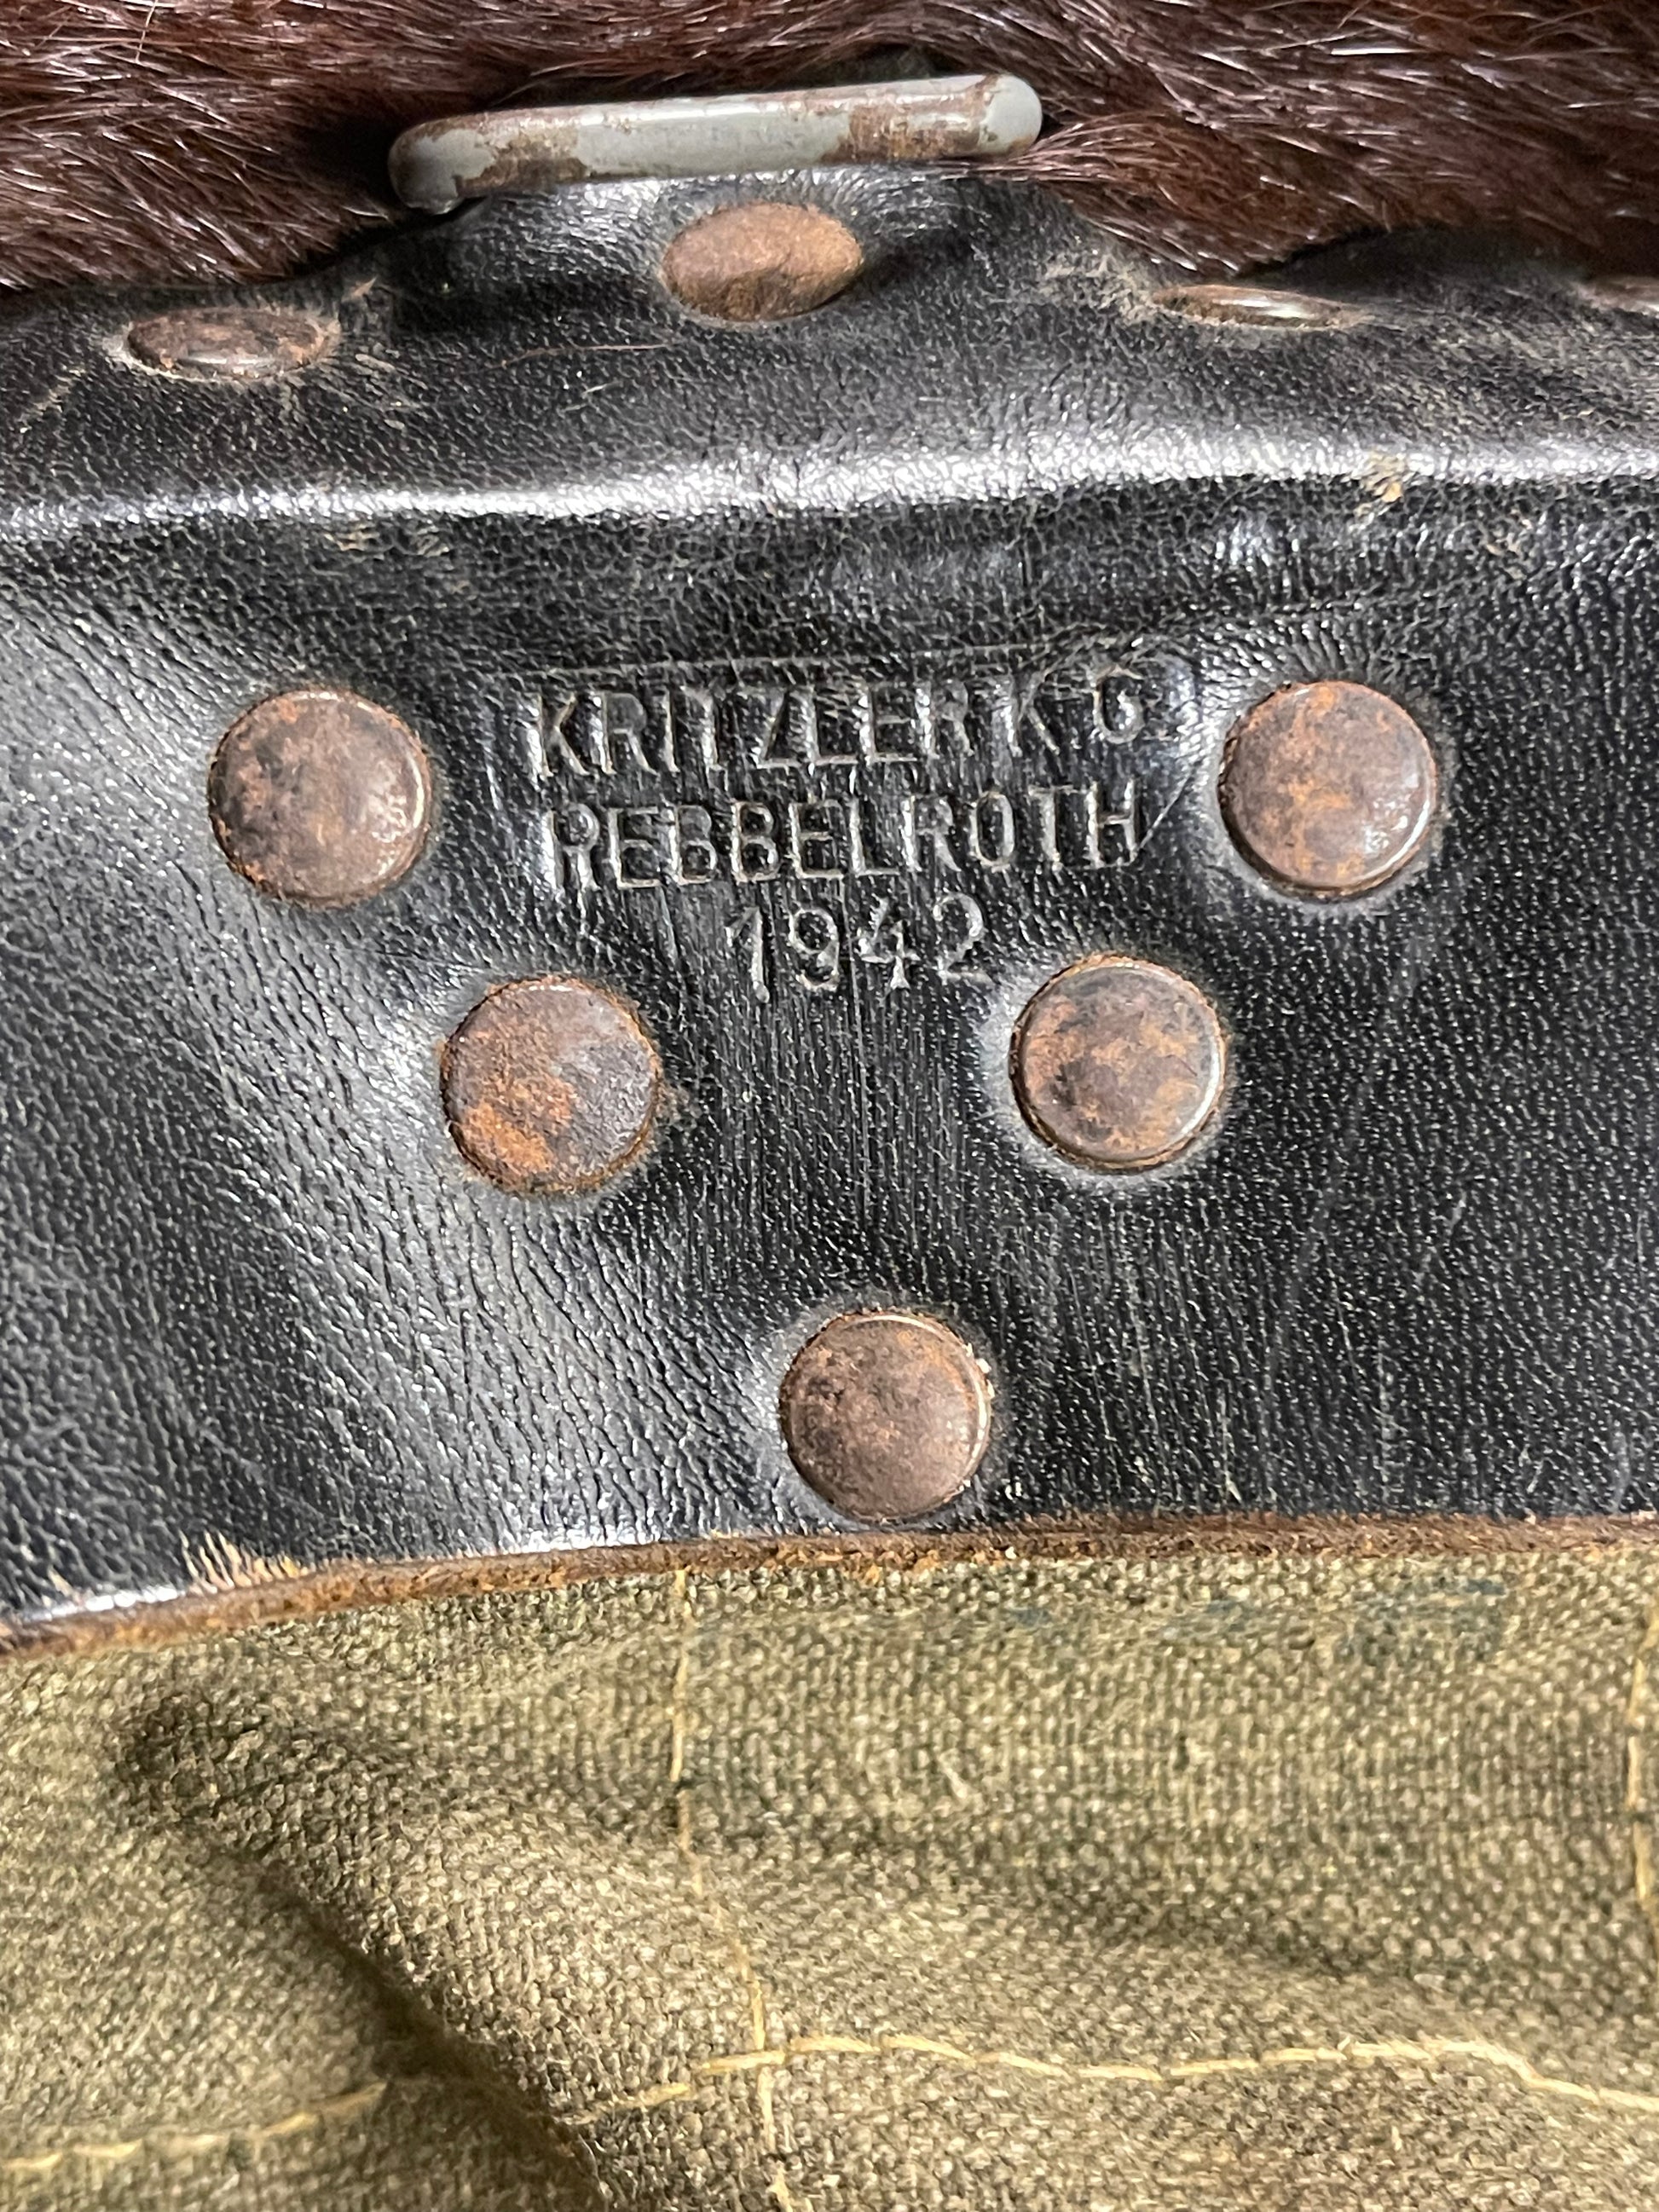 KRITZLER K.G.
REBBELROTH
1942